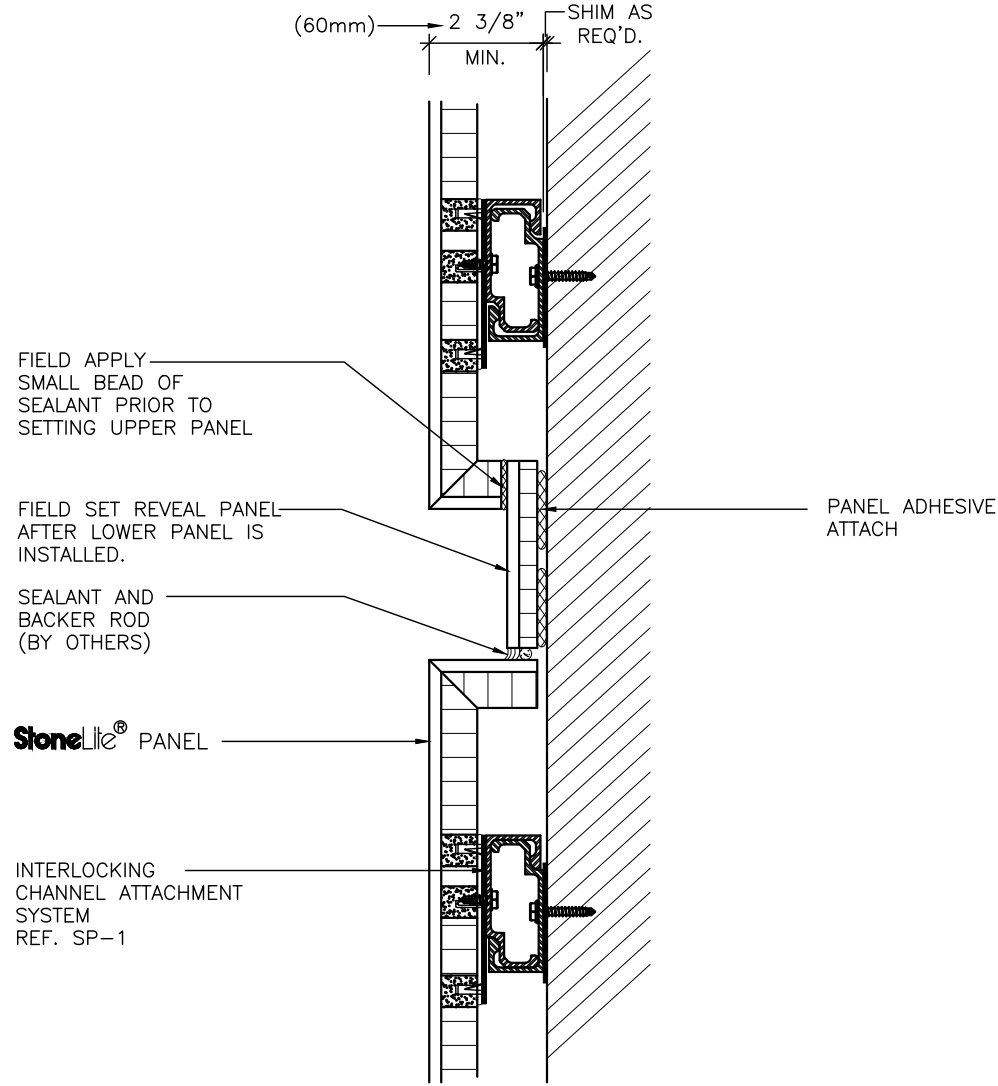 (60mm)
2 3/8"
MIN.
SHIM AS
REQ'D.
FIELD APPLY
SMALL BEAD OF
SEALANT PRIOR TO
SETTING UPPER PANEL
FIELD SET REVEAL PANEL
AFTER LOWER PANEL IS
INSTALLED.
PANEL ADHESIVE
ATTACH
SEALANT AND
BACKER ROD
(BY OTHERS)
StoneLite® PANEL
INTERLOCKING
CHANNEL ATTACHMENT
SYSTEM
REF. SP-1